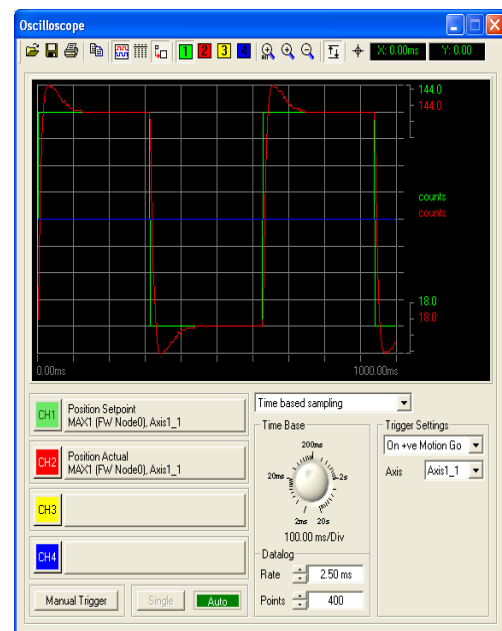 Oscilloscope
1 2 3 4 all X: 0.00ms Y: 0.00
144.0
144.0
counts
counts
18.0
18.0
0.00ms 1000.00ms
CH1 Position Setpoint
MAX1 (FW Node0), Axis1_1
CH2 Position Actual
MAX1 (FW Node0), Axis1_1
CH3
CH4
Manual Trigger Single Auto
Time based sampling
Time Base
200ms
20ms 2s
2ms 20s
100.00 ms/Div
Datalog
Rate 2.50 ms
Points 400
Trigger Settings
On +ve Motion Go
Axis Axis1_1